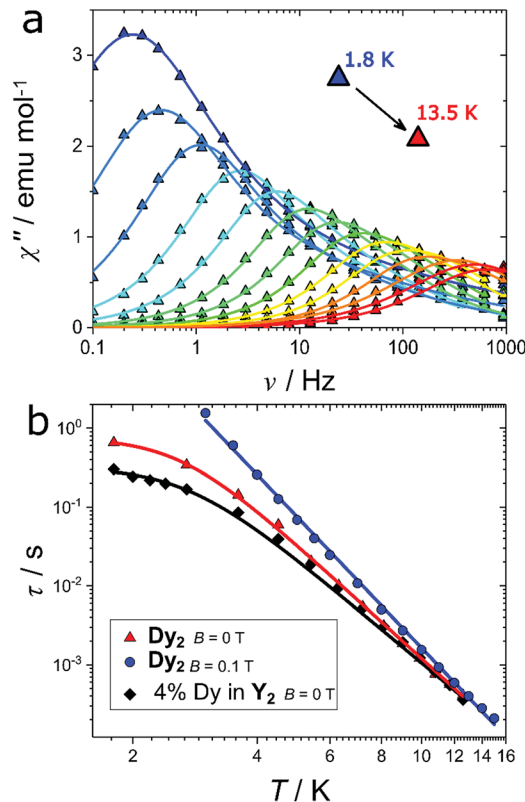 a
1.8 K
13.5 K
χ″ / emu mol⁻¹
3
2
1
0
0.1 1 10 100 1000
ν / Hz
b
τ / s
10⁰
10⁻¹
10⁻²
10⁻³
Dy₂ B = 0 T
Dy₂ B = 0.1 T
4% Dy in Y₂ B = 0 T
2 4 6 8 10 12 14 16
T / K